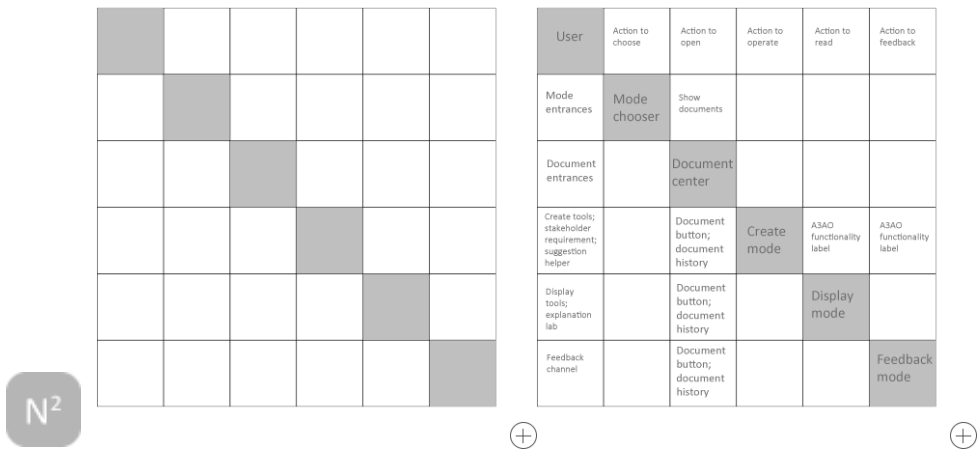 User
Action to
choose
Action to
open
Action to
operate
Action to
read
Action to
feedback
Mode
entrances
Mode
chooser
Show
documents
Document
entrances
Document
center
Create tools;
stakeholder
requirement;
suggestion
helper
Document
button;
document
history
Create
mode
A3AO
functionality
label
A3AO
functionality
label
Display
tools;
explanation
lab
Document
button;
document
history
Display
mode
Feedback
channel
Document
button;
document
history
Feedback
mode
N²